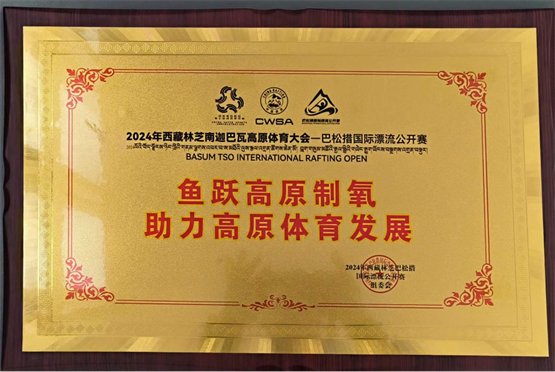 CWSA
2024年西藏林芝南迦巴瓦高原体育大会—巴松措国际漂流公开赛
BASUM TSO INTERNATIONAL RAFTING OPEN
鱼跃高原制氧
助力高原体育发展
2024年西藏林芝巴松措
国际漂流公开赛
组委会